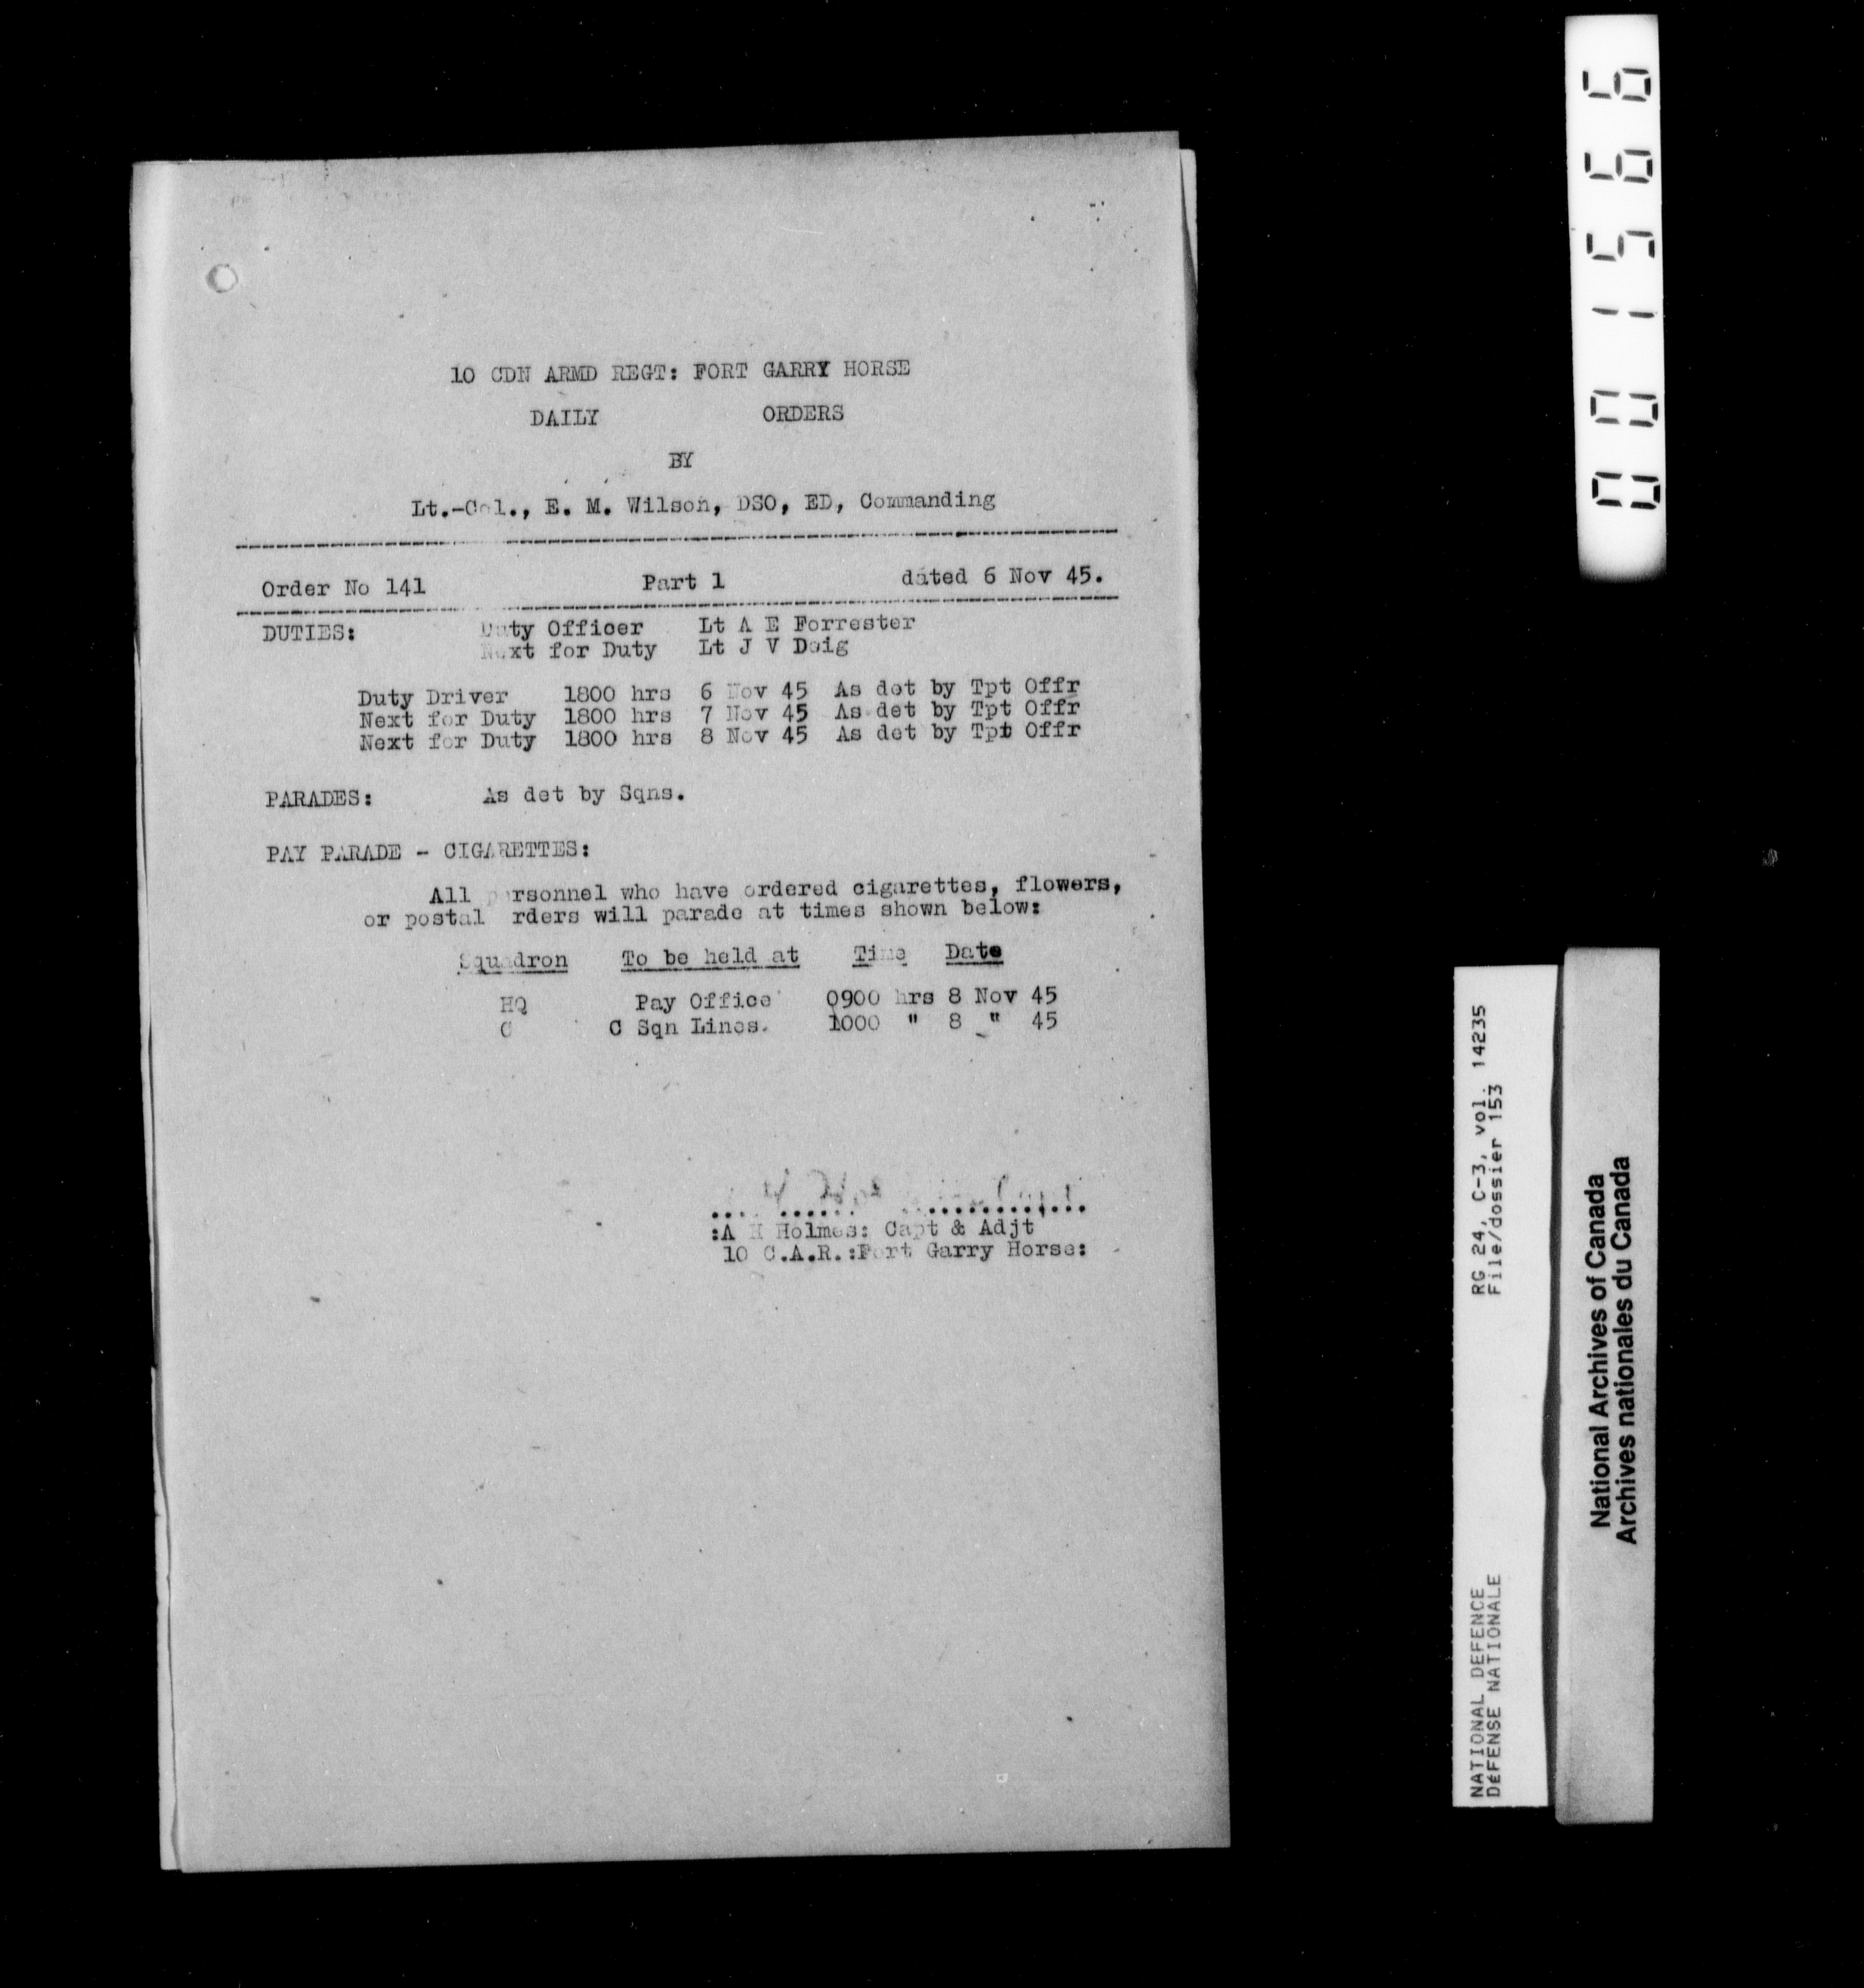 10 CDN ARMD REGT: FORT GARRY HORSE
DAILY ORDERS
BY
Lt.-Col., E. M. Wilson, DSO, ED, Commanding
Order No 141 Part 1 dated 6 Nov 45.
DUTIES: Duty Officer Lt A E Forrester
Next for Duty Lt J V Doig
Duty Driver 1800 hrs 6 Nov 45 As det by Tpt Offr
Next for Duty 1800 hrs 7 Nov 45 As det by Tpt Offr
Next for Duty 1800 hrs 8 Nov 45 As det by Tpt Offr
PARADES: As det by Sqns.
PAY PARADE - CIGARETTES:
All personnel who have ordered cigarettes, flowers,
or postal orders will parade at times shown below:
Squadron To be held at Time Date
HQ Pay Office 0900 hrs 8 Nov 45
C C Sqn Lines. 1000 " 8 " 45
:A H Holmes: Capt & Adjt
10 C.A.R.:Fort Garry Horse:
001566
RG 24, C-3, vol. 14235
File/dossier 153
NATIONAL DEFENCE
DÉFENSE NATIONALE
National Archives of Canada
Archives nationales du Canada